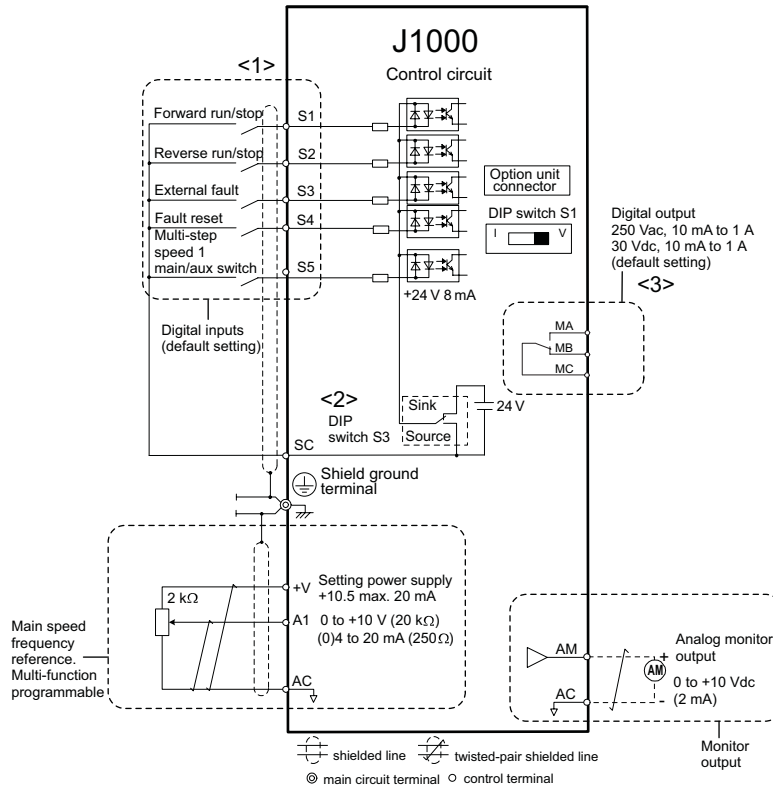 J1000
Control circuit
<1>
Forward run/stop
S1
Reverse run/stop
S2
External fault
S3
Fault reset
S4
Multi-step
speed 1
main/aux switch
S5
Digital inputs
(default setting)
+24 V 8 mA
Option unit
connector
DIP switch S1
I
V
Digital output
250 Vac, 10 mA to 1 A
30 Vdc, 10 mA to 1 A
(default setting)
<3>
MA
MB
MC
<2>
DIP
switch S3
Sink
Source
24 V
SC
Shield ground
terminal
2 kΩ
+V
Setting power supply
+10.5 max. 20 mA
A1
0 to +10 V (20 kΩ)
(0)4 to 20 mA (250 Ω)
AC
Main speed
frequency
reference.
Multi-function
programmable
AM
+
AM
Analog monitor
output
0 to +10 Vdc
(2 mA)
AC
-
Monitor
output
shielded line
twisted-pair shielded line
main circuit terminal
control terminal